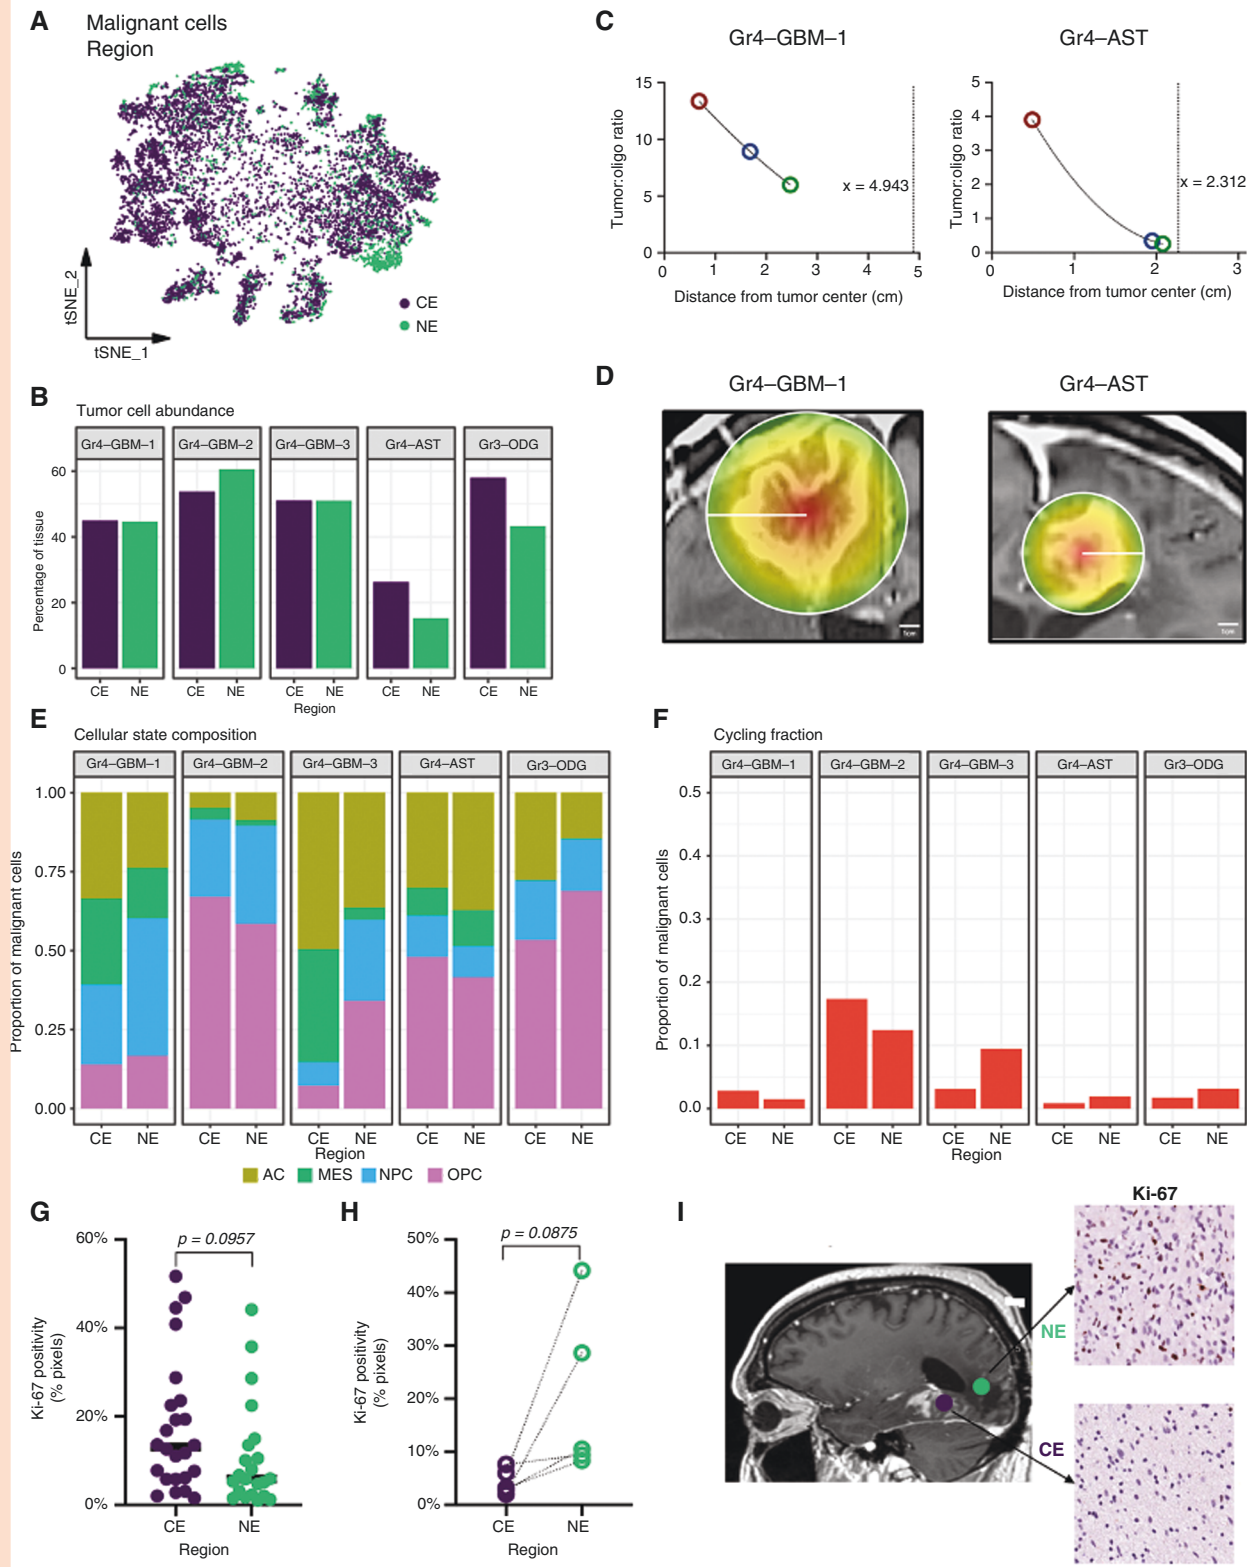 A
Malignant cells
Region
tSNE_2
tSNE_1
CE
NE
B
Tumor cell abundance
Gr4–GBM–1
Gr4–GBM–2
Gr4–GBM–3
Gr4–AST
Gr3–ODG
Percentage of tissue
60
40
20
0
CE NE CE NE CE NE CE NE CE NE
Region
C
Gr4–GBM–1
Tumor:oligo ratio
15
10
5
0
x = 4.943
0 1 2 3 4 5
Distance from tumor center (cm)
Gr4–AST
Tumor:oligo ratio
5
4
3
2
1
0
x = 2.312
0 1 2 3
Distance from tumor center (cm)
D
Gr4–GBM–1
1cm
Gr4–AST
1cm
E
Cellular state composition
Gr4–GBM–1
Gr4–GBM–2
Gr4–GBM–3
Gr4–AST
Gr3–ODG
Proportion of malignant cells
1.00
0.75
0.50
0.25
0.00
CE NE CE NE CE NE CE NE CE NE
Region
AC MES NPC OPC
F
Cycling fraction
Gr4–GBM–1
Gr4–GBM–2
Gr4–GBM–3
Gr4–AST
Gr3–ODG
Proportion of malignant cells
0.5
0.4
0.3
0.2
0.1
0.0
CE NE CE NE CE NE CE NE CE NE
Region
G
Ki-67 positivity
(% pixels)
60%
40%
20%
0%
p = 0.0957
CE NE
Region
H
Ki-67 positivity
(% pixels)
50%
40%
30%
20%
10%
0%
p = 0.0875
CE NE
Region
I
Ki-67
NE
CE